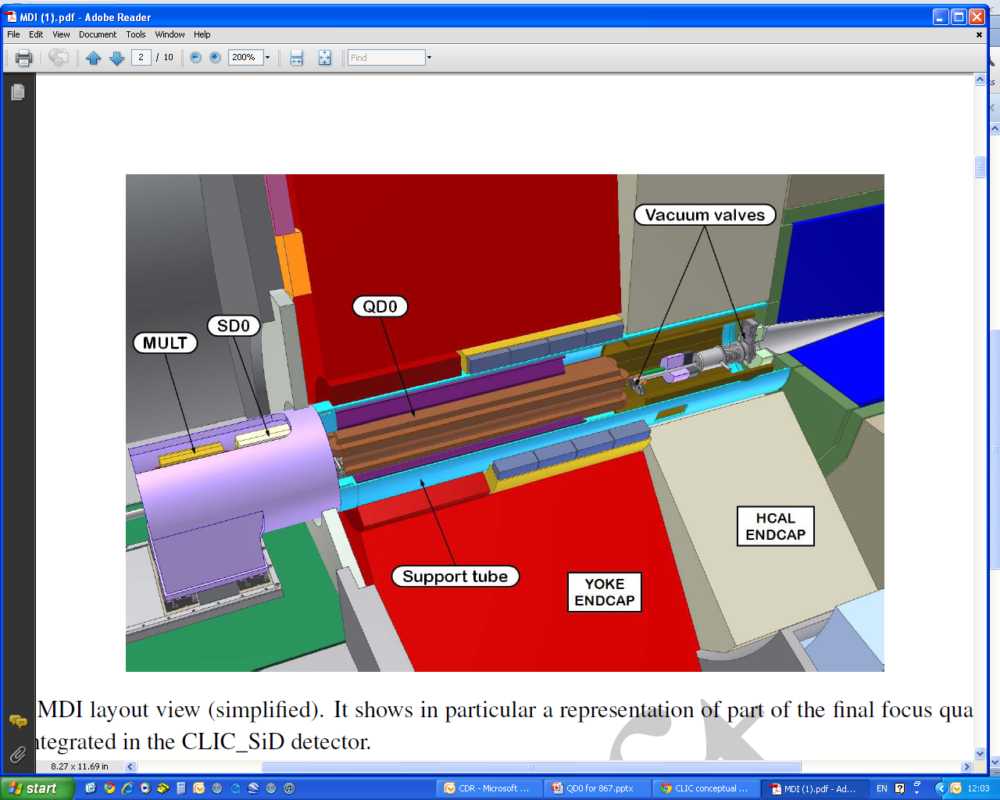 MDI (1).pdf - Adobe Reader
File Edit View Document Tools Window Help
2 / 10 200% Find
Vacuum valves
QD0
SD0
MULT
HCAL
ENDCAP
Support tube
YOKE
ENDCAP
MDI layout view (simplified). It shows in particular a representation of part of the final focus qua
ntegrated in the CLIC_SiD detector.
8.27 x 11.69 in
start CDR - Microsoft ... QD0 for 867.pptx CLIC conceptual ... MDI (1).pdf - Ad... EN 12:03